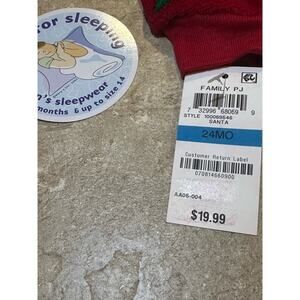 or sleeping
n's sleepwear
months & up to size 14
FAMILY PJ
7 32996 68069 9
STYLE 100069546
SANTA
24MO
Customer Return Label
070814660900
AA06-004
$19.99